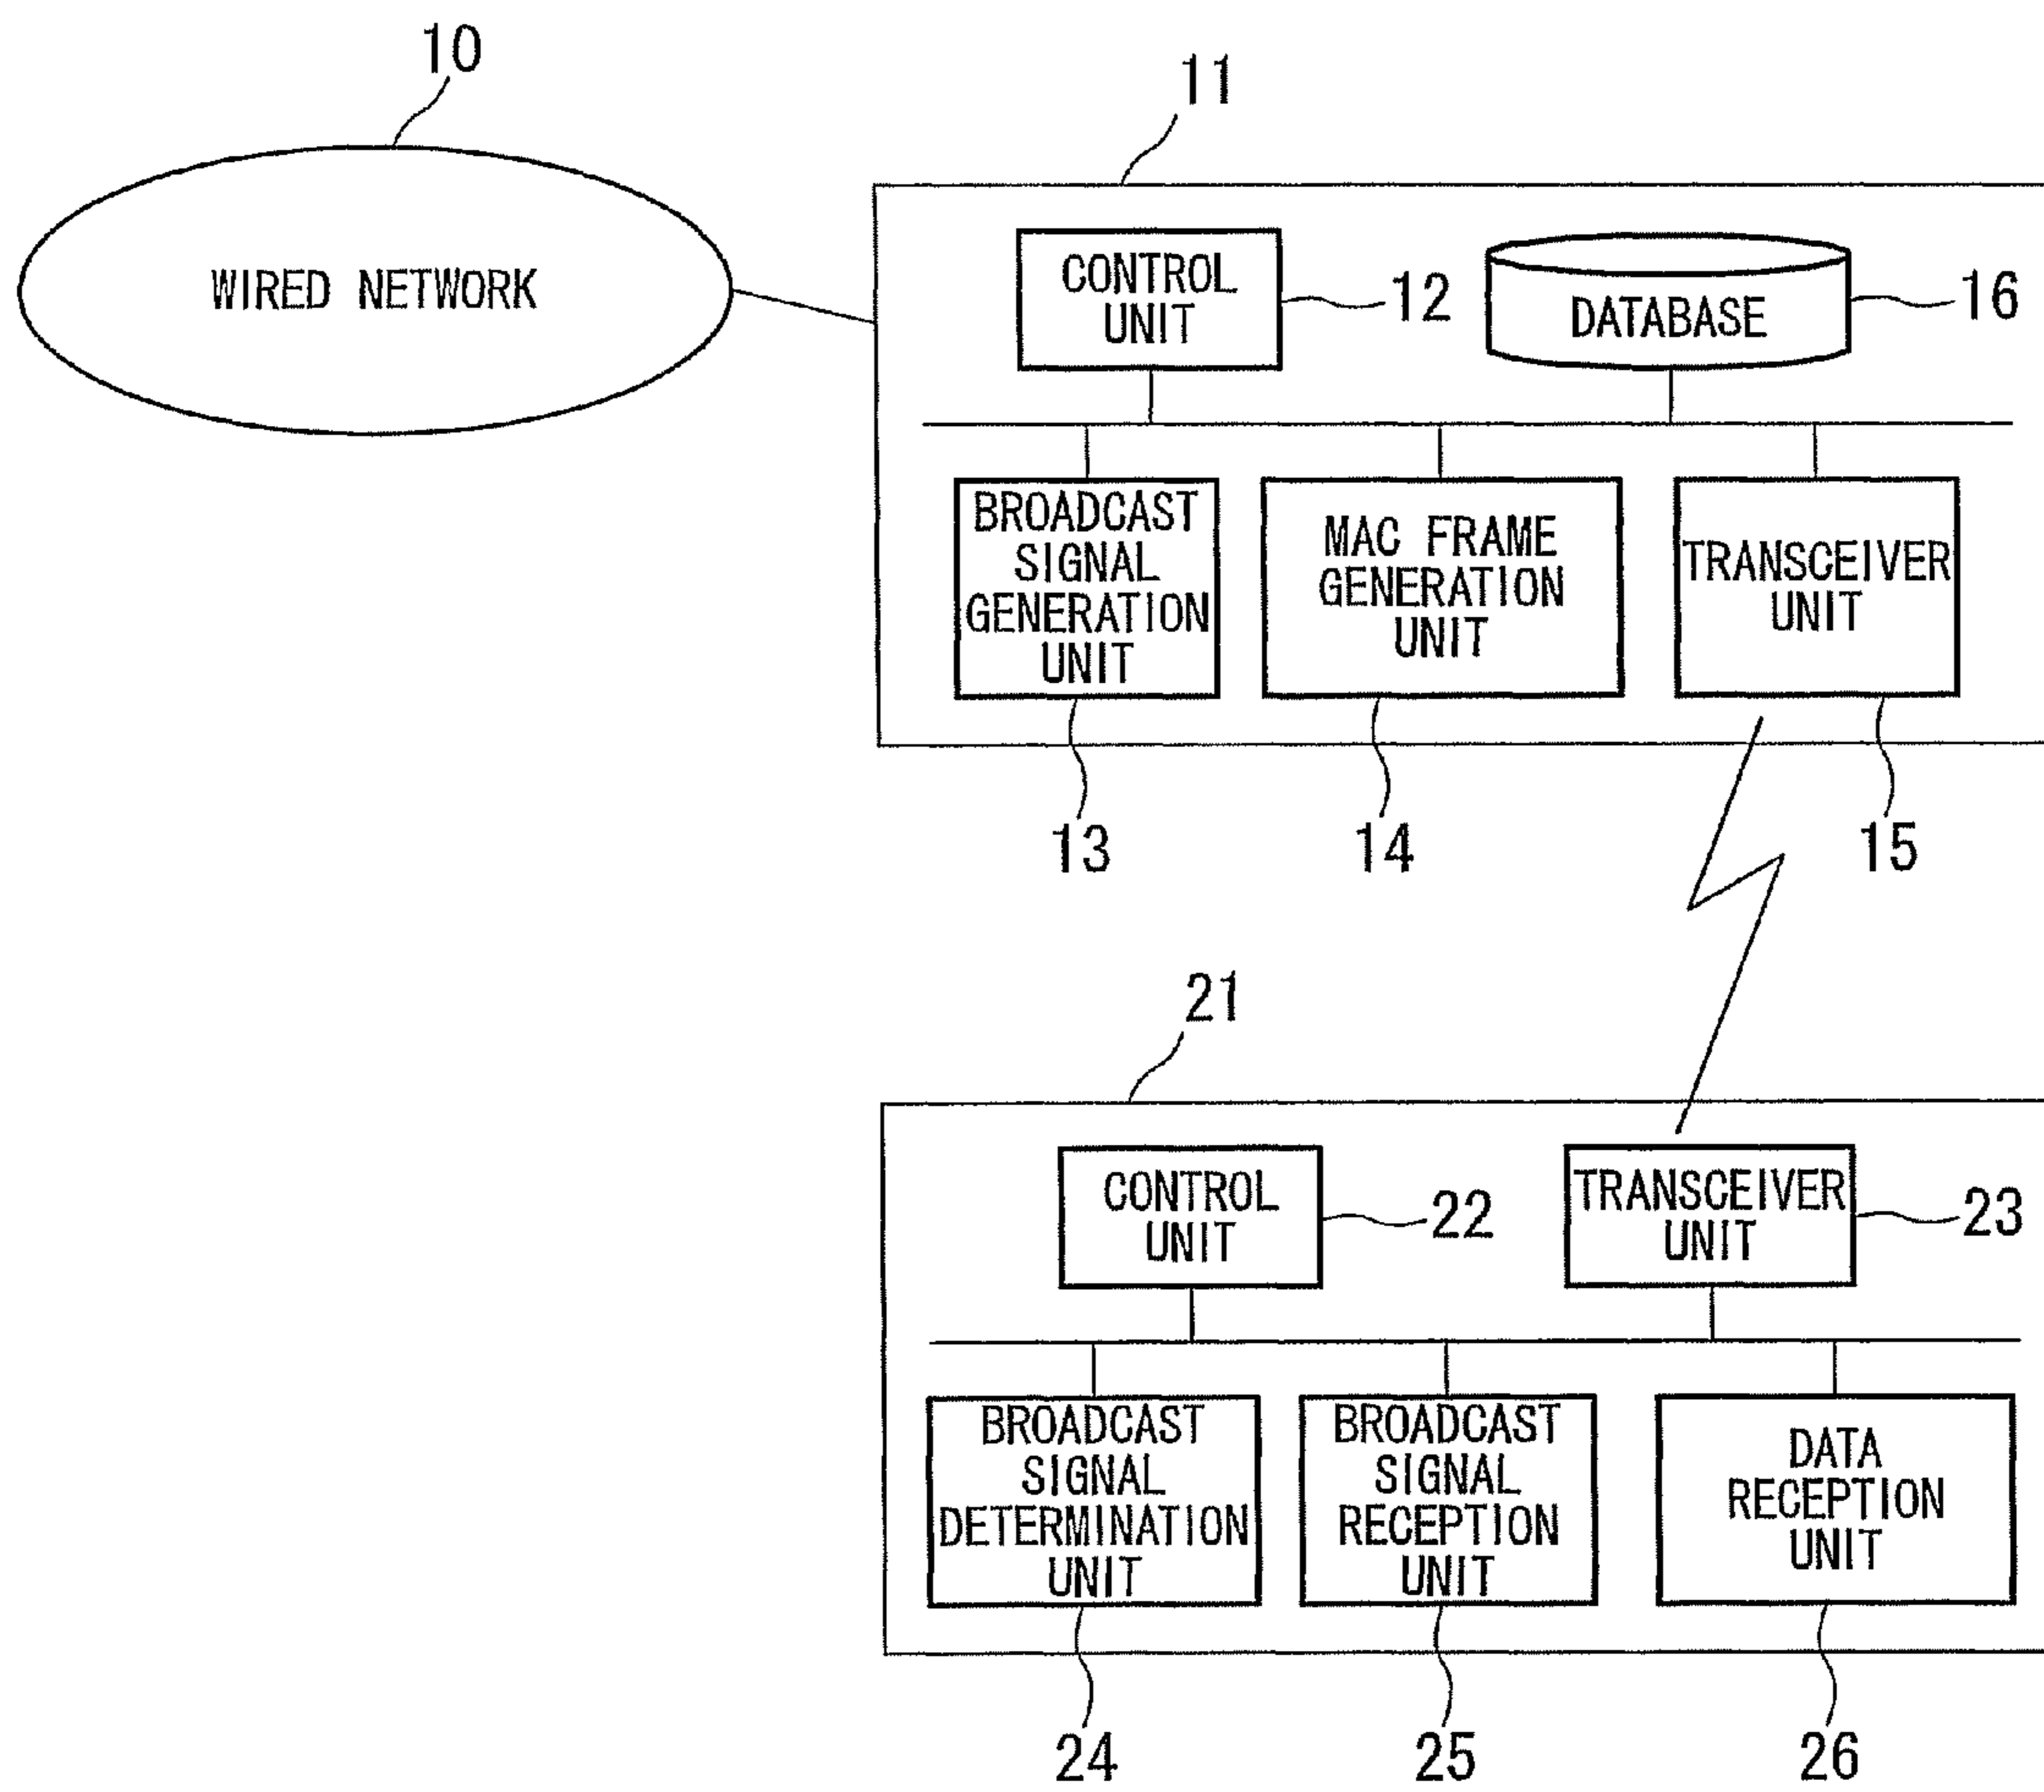 10
11
WIRED NETWORK
CONTROL
UNIT
12
DATABASE
16
BROADCAST
SIGNAL
GENERATION
UNIT
MAC FRAME
GENERATION
UNIT
TRANSCEIVER
UNIT
13
14
15
21
CONTROL
UNIT
22
TRANSCEIVER
UNIT
23
BROADCAST
SIGNAL
DETERMINATION
UNIT
BROADCAST
SIGNAL
RECEPTION
UNIT
DATA
RECEPTION
UNIT
24
25
26